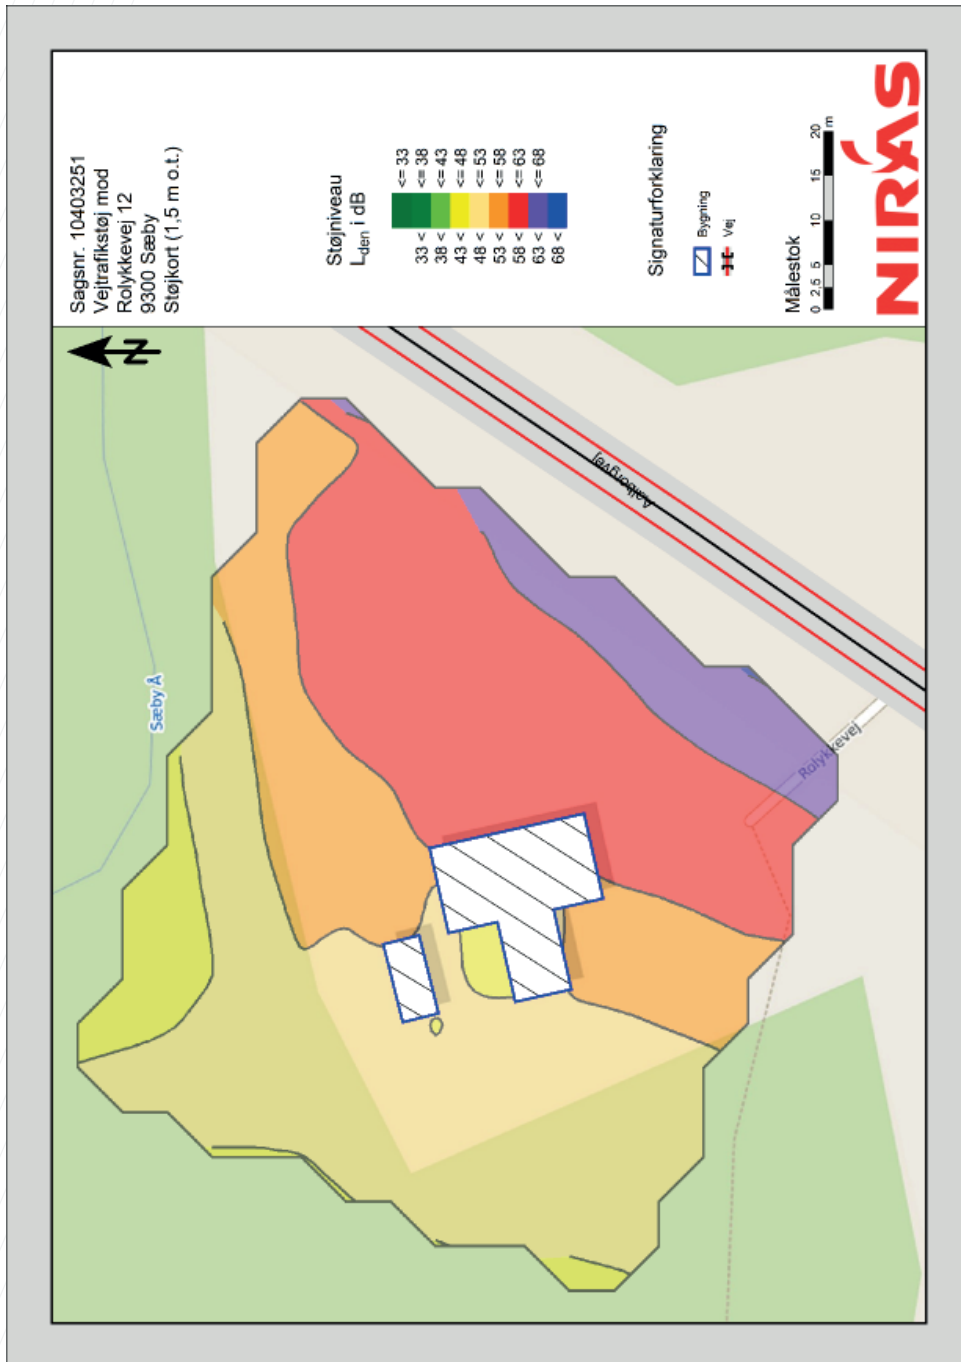 Sagsnr. 10403251
Vejtrafikstøj mod
Rolykkevej 12
9300 Sæby
Støjkort (1,5 m o.t.)
Støjniveau
Lden i dB
<= 33
33 < <= 38
38 < <= 43
43 < <= 48
48 < <= 53
53 < <= 58
58 < <= 63
63 < <= 68
68 <
Signaturforklaring
Bygning
Vej
Målestok
0 2,5 5 10 15 20
m
NIRAS
N
Sæby Å
Aalborgvej
Rolykkevej